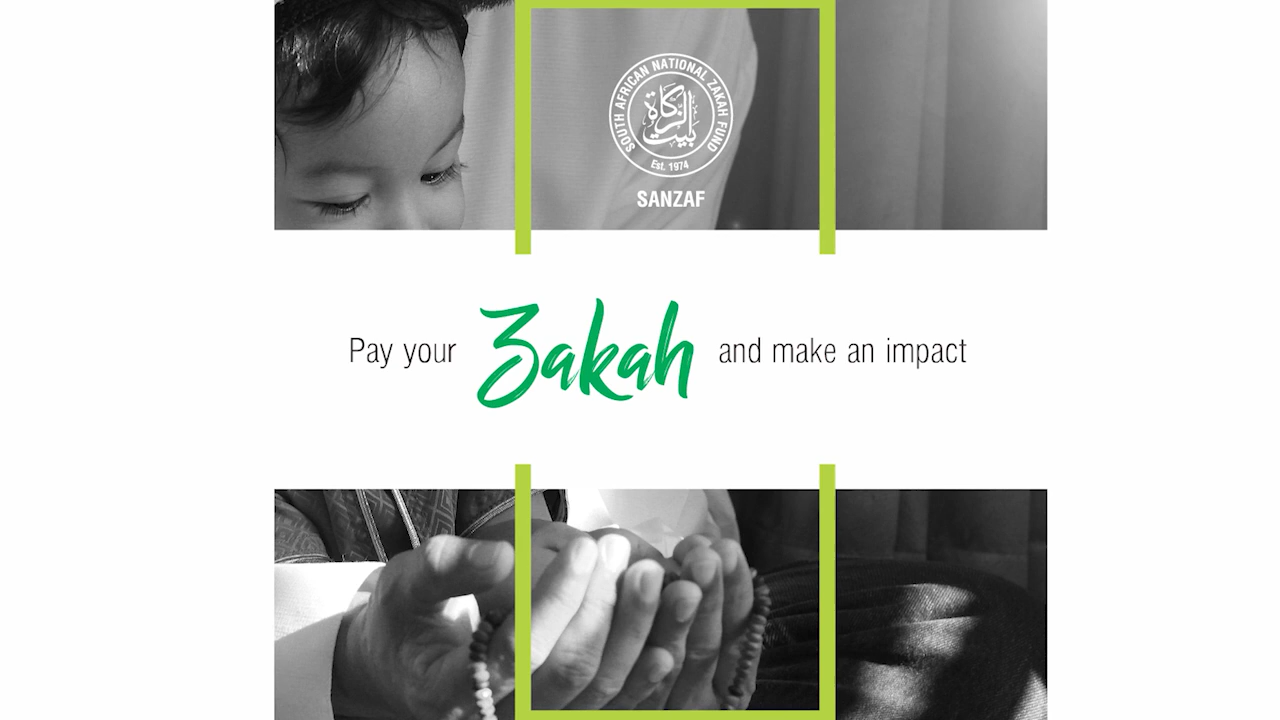 SOUTH AFRICAN NATIONAL ZAKAH FUND
بيت الزكاة
Est. 1974
SANZAF
Pay your Zakah and make an impact